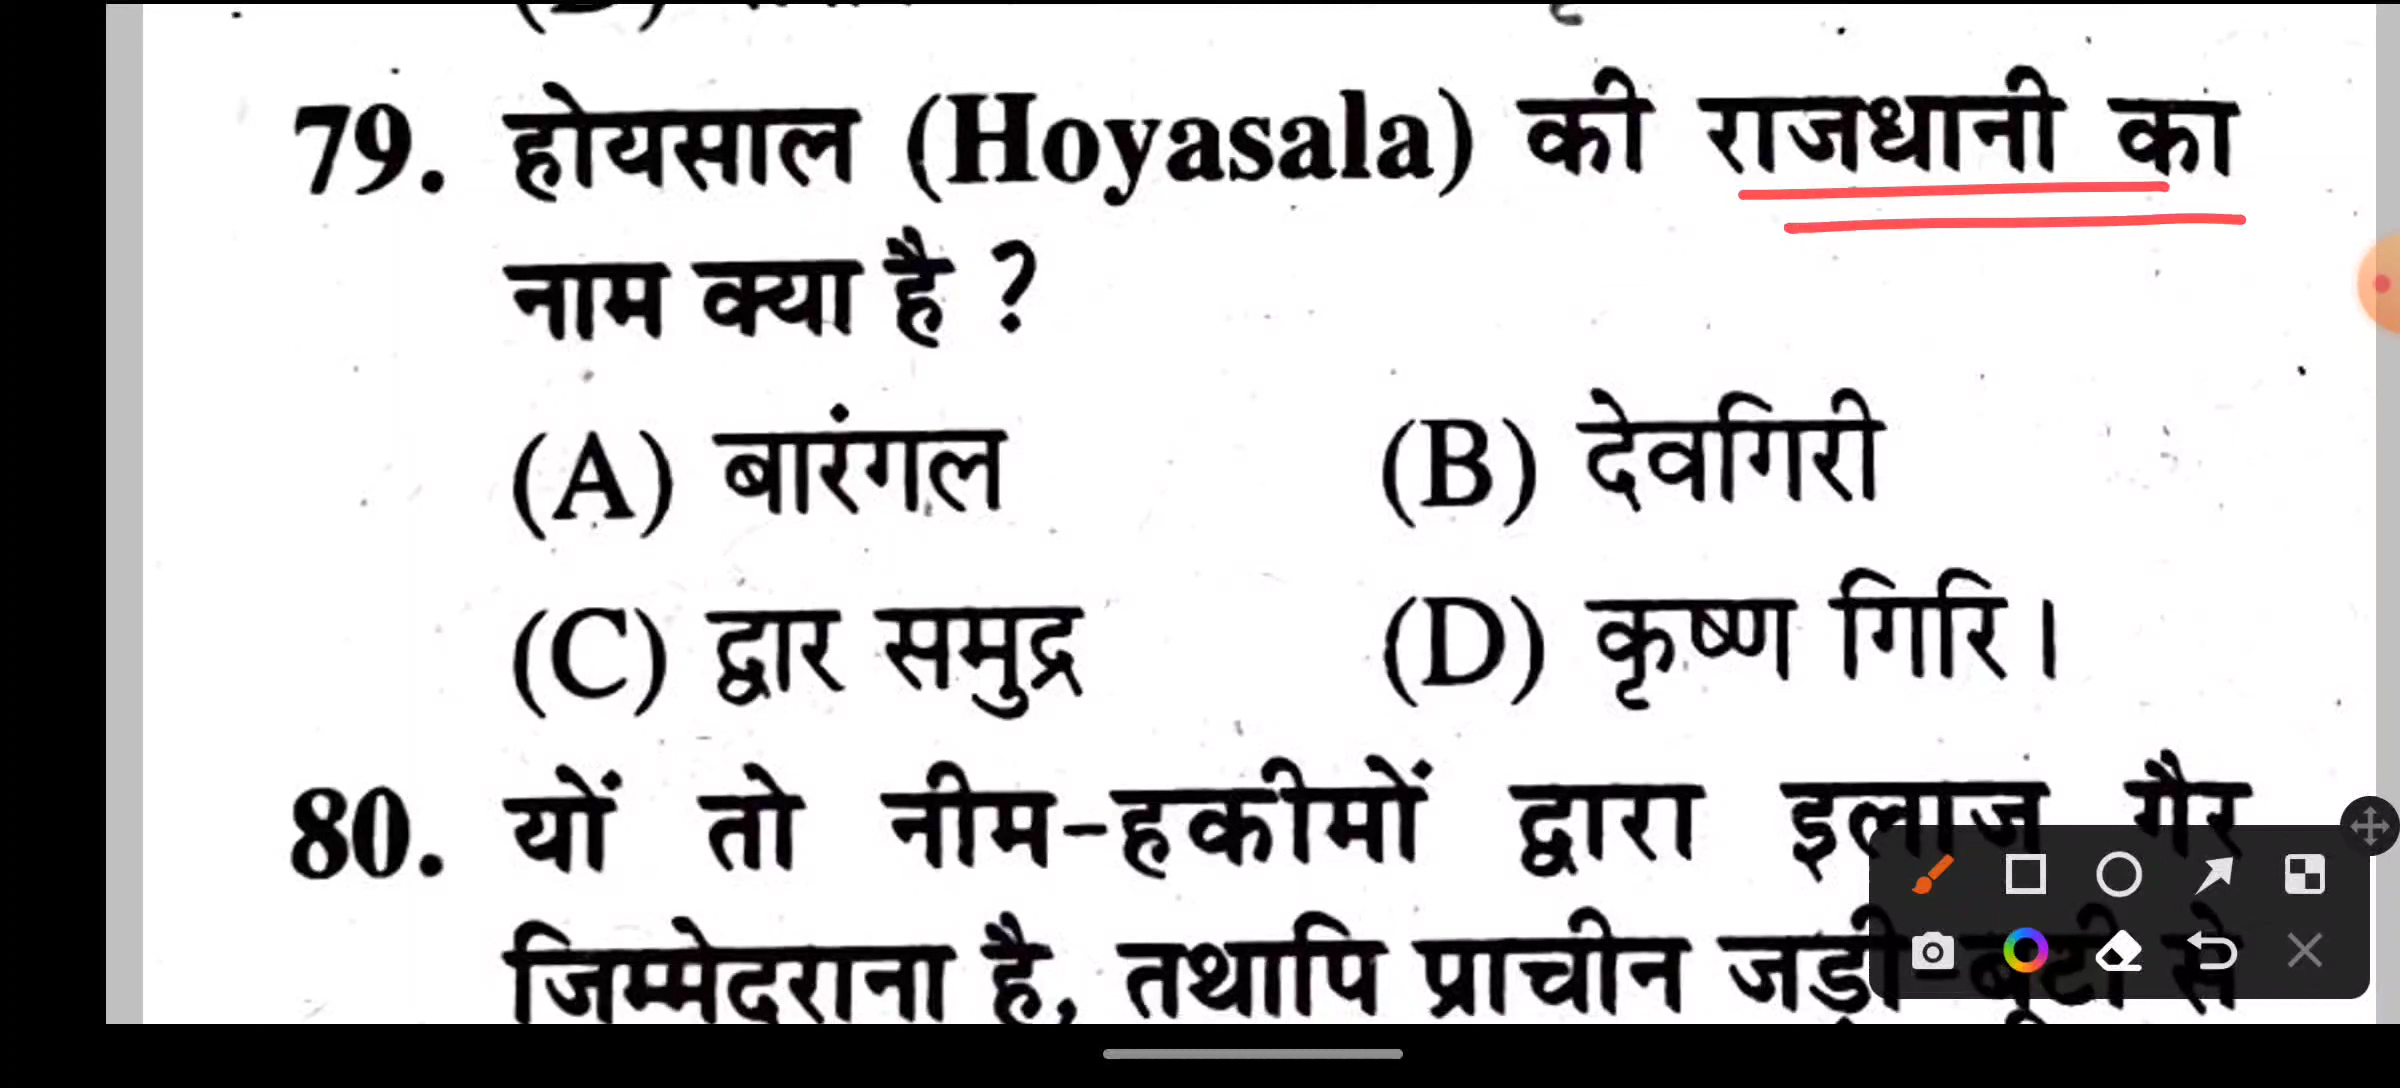 79. होयसाल (Hoyasala) की राजधानी का
नाम क्या है ?
(A) बारंगल (B) देवगिरी
(C) द्वार समुद्र (D) कृष्ण गिरि।
80. यों तो नीम-हकीमों द्वारा इलाज गैर
जिम्मेदराना है, तथापि प्राचीन जड़ी-बूटी से